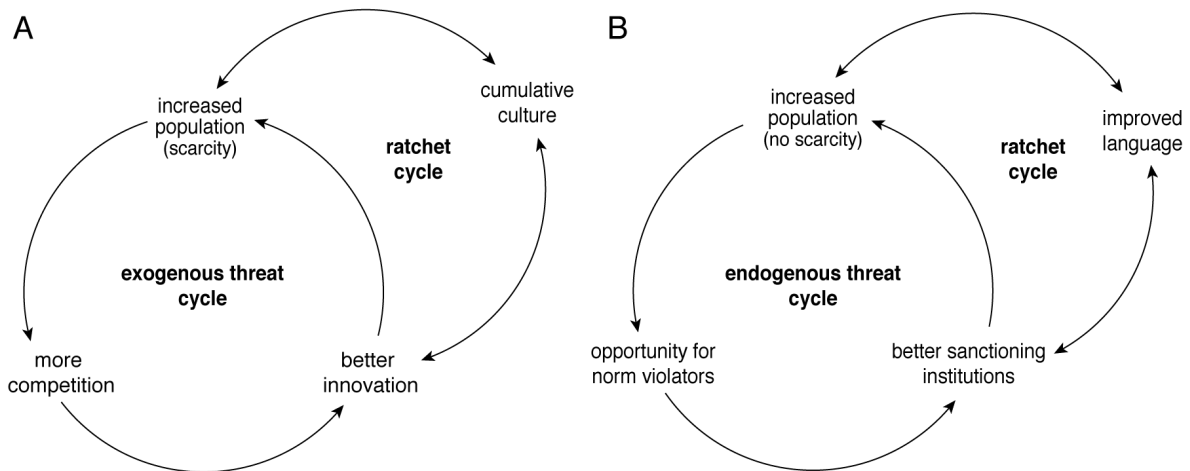 A
increased
population
(scarcity)
cumulative
culture
ratchet
cycle
exogenous threat
cycle
more
competition
better
innovation
B
increased
population
(no scarcity)
improved
language
ratchet
cycle
endogenous threat
cycle
opportunity for
norm violators
better sanctioning
institutions